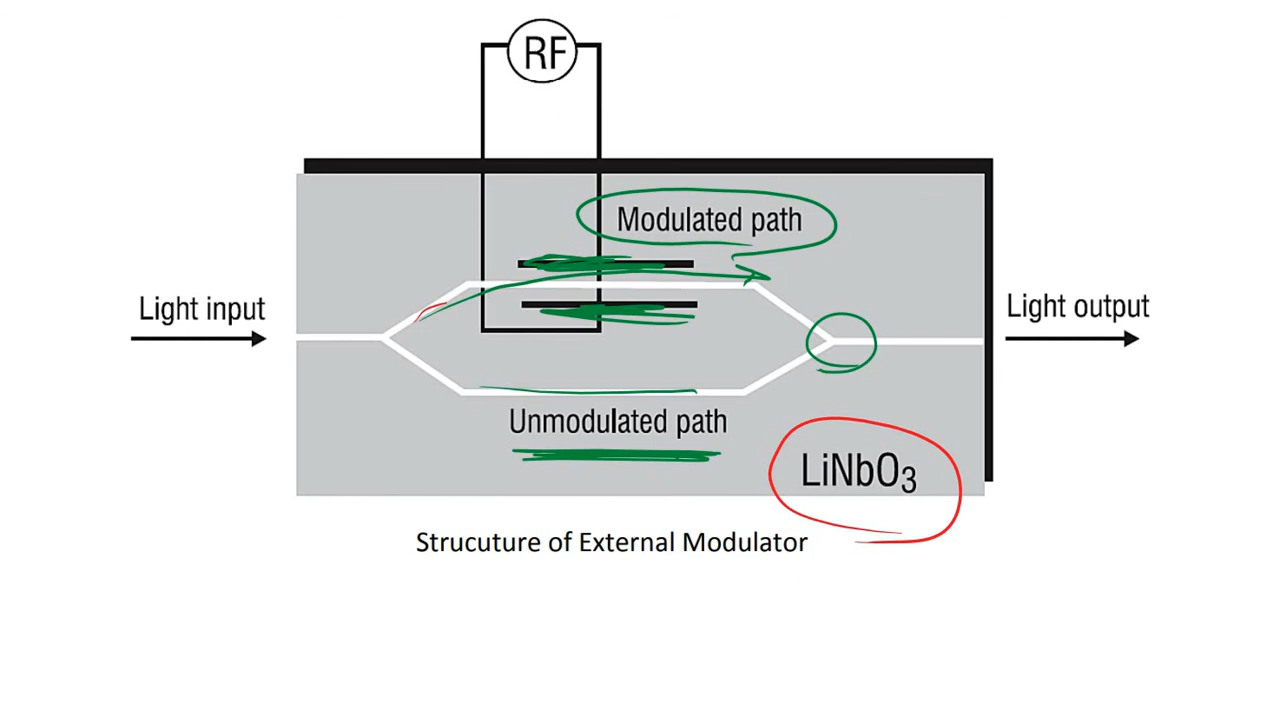 RF
Modulated path
Light input
Light output
Unmodulated path
LiNbO₃
Strucuture of External Modulator